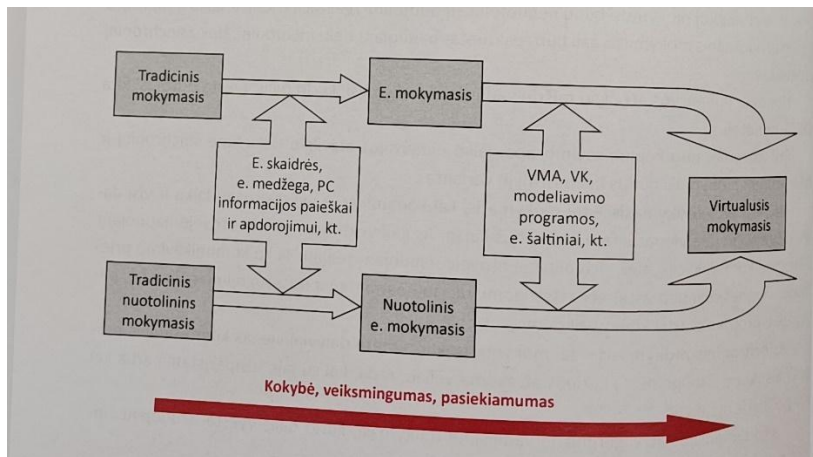 Tradicinis
mokymasis
E. mokymasis
E. skaidrės,
e. medžega, PC
informacijos paieškai
ir apdorojimui, kt.
VMA, VK,
modeliavimo
programos,
e. šaltiniai, kt.
Virtualusis
mokymasis
Tradicinis
nuotolinins
mokymasis
Nuotolinis
e. mokymasis
Kokybė, veiksmingumas, pasiekiamumas